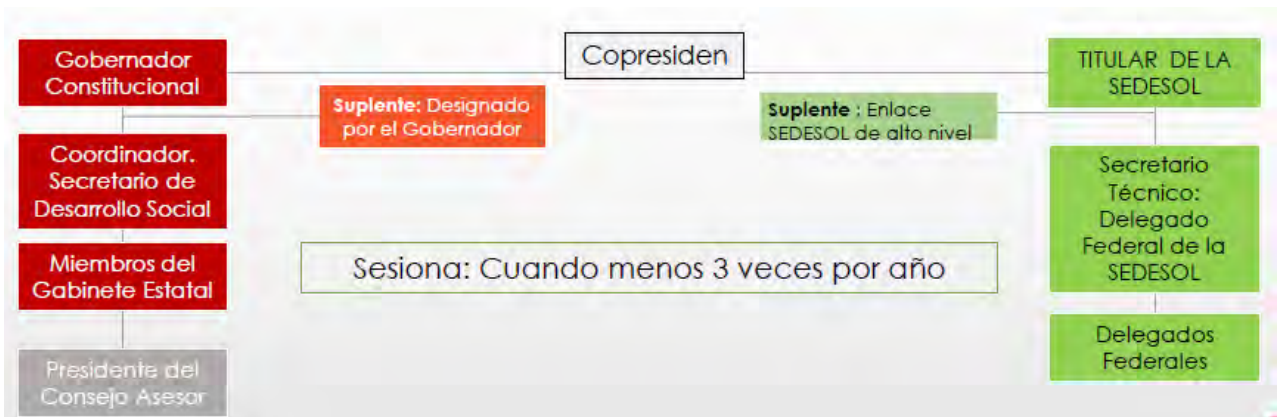 Gobernador
Constitucional
Copresiden
TITULAR DE LA
SEDESOL
Suplente: Designado
por el Gobernador
Suplente : Enlace
SEDESOL de alto nivel
Coordinador.
Secretario de
Desarrollo Social
Secretario
Técnico:
Delegado
Federal de la
SEDESOL
Miembros del
Gabinete Estatal
Sesiona: Cuando menos 3 veces por año
Delegados
Federales
Presidente del
Consejo Asesor